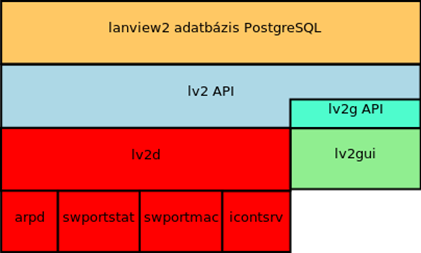 lanview2 adatbázis PostgreSQL
lv2 API
lv2g API
lv2d
lv2gui
arpd
swportstat
swportmac
icontsrv